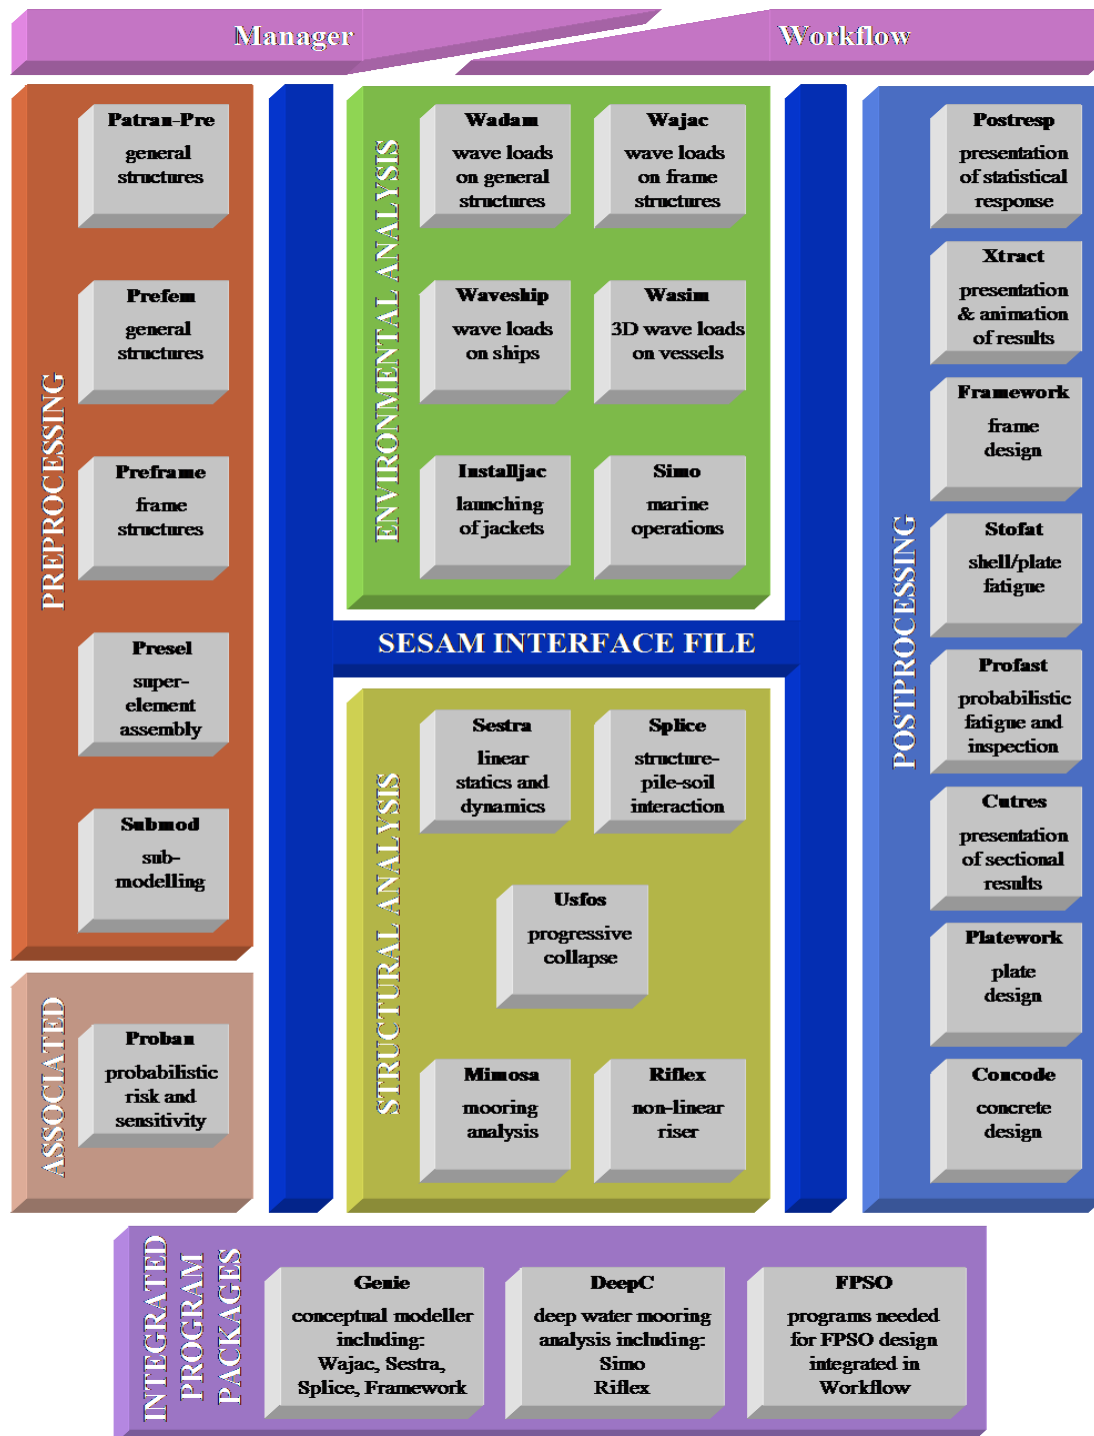 Manager
Workflow
PREPROCESSING
Patran-Pre
general
structures
Prefem
general
structures
Preframe
frame
structures
Presel
super-
element
assembly
Submod
sub-
modelling
ASSOCIATED
Proban
probabilistic
risk and
sensitivity
ENVIRONMENTAL ANALYSIS
Wadam
wave loads
on general
structures
Wajac
wave loads
on frame
structures
Waveship
wave loads
on ships
Wasim
3D wave loads
on vessels
Installjac
launching
of jackets
Simo
marine
operations
SESAM INTERFACE FILE
STRUCTURAL ANALYSIS
Sestra
linear
statics and
dynamics
Splice
structure-
pile-soil
interaction
Usfos
progressive
collapse
Mimosa
mooring
analysis
Riflex
non-linear
riser
POSTPROCESSING
Postresp
presentation
of statistical
response
Xtract
presentation
& animation
of results
Framework
frame
design
Stofat
shell/plate
fatigue
Profast
probabilistic
fatigue and
inspection
Cutres
presentation
of sectional
results
Platework
plate
design
Concode
concrete
design
INTEGRATED
PROGRAM
PACKAGES
Genie
conceptual modeller
including:
Wajac, Sestra,
Splice, Framework
DeepC
deep water mooring
analysis including:
Simo
Riflex
FPSO
programs needed
for FPSO design
integrated in
Workflow